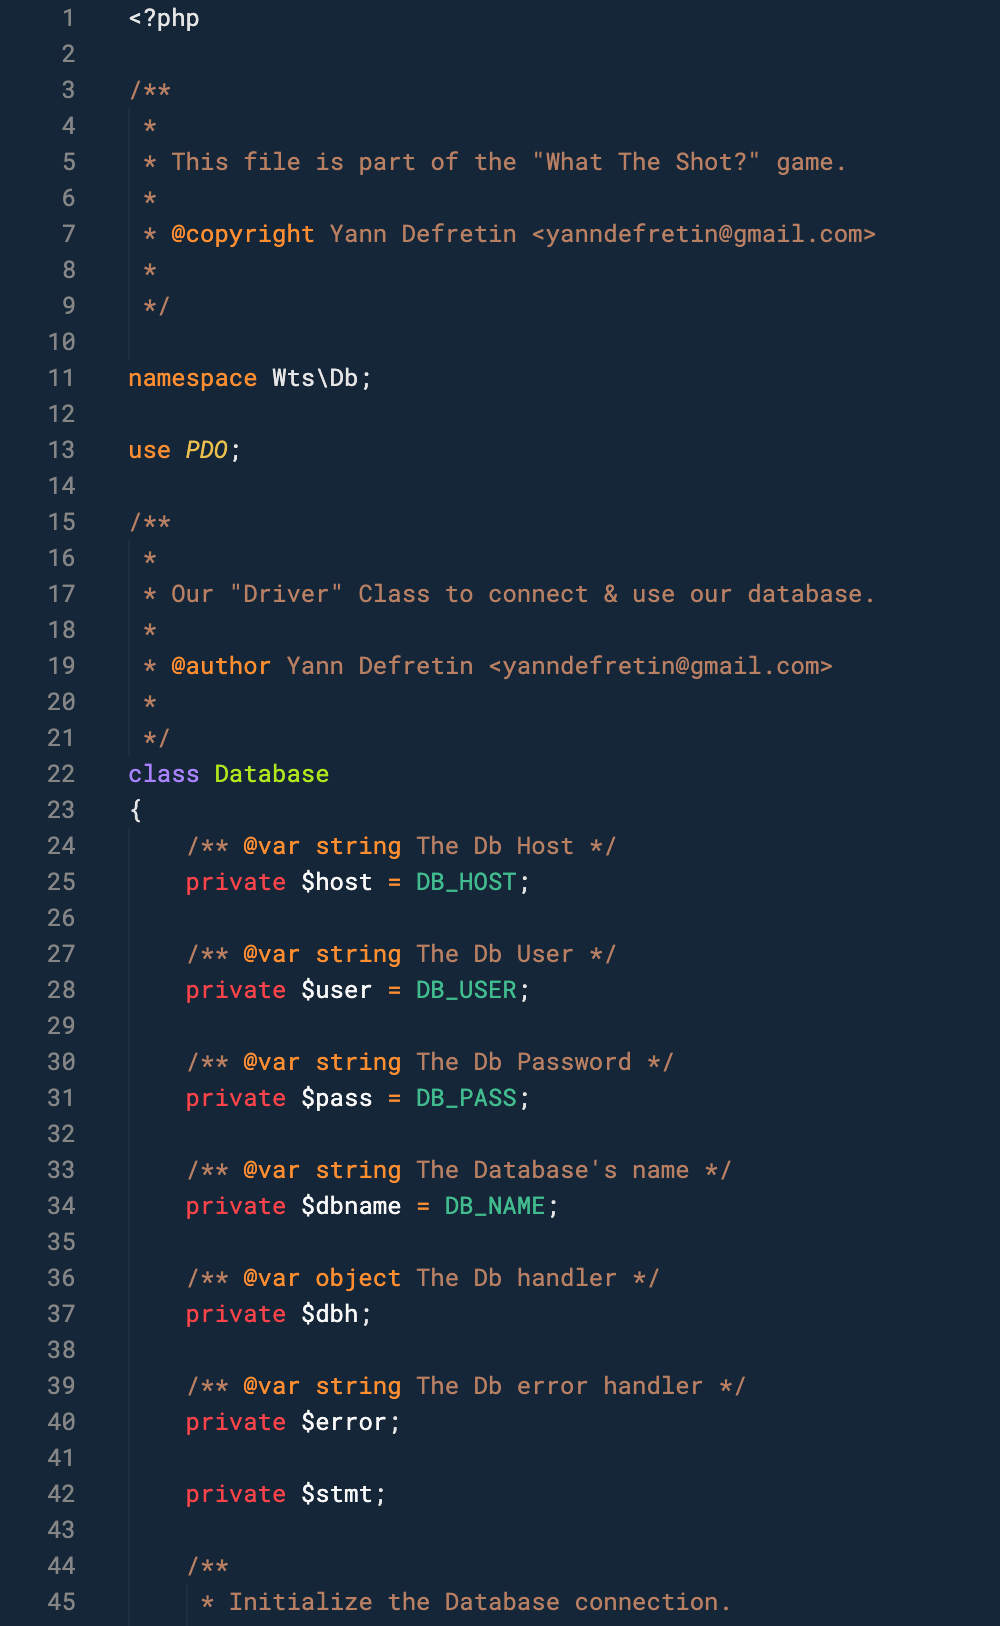 1 <?php
2
3 /**
4  *
5  * This file is part of the "What The Shot?" game.
6  *
7  * @copyright Yann Defretin <yanndefretin@gmail.com>
8  *
9  */
10
11 namespace Wts\Db;
12
13 use PDO;
14
15 /**
16  *
17  * Our "Driver" Class to connect & use our database.
18  *
19  * @author Yann Defretin <yanndefretin@gmail.com>
20  *
21  */
22 class Database
23 {
24     /** @var string The Db Host */
25     private $host = DB_HOST;
26
27     /** @var string The Db User */
28     private $user = DB_USER;
29
30     /** @var string The Db Password */
31     private $pass = DB_PASS;
32
33     /** @var string The Database's name */
34     private $dbname = DB_NAME;
35
36     /** @var object The Db handler */
37     private $dbh;
38
39     /** @var string The Db error handler */
40     private $error;
41
42     private $stmt;
43
44     /**
45      * Initialize the Database connection.